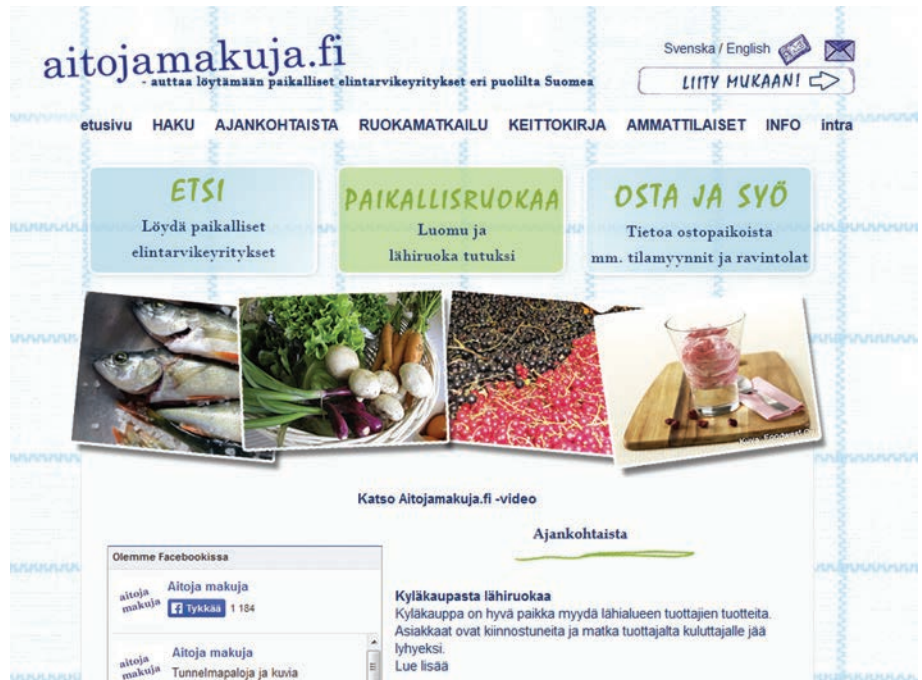 aitojamakuja.fi
- auttaa löytämään paikalliset elintarvikeyritykset eri puolilta Suomea
Svenska / English
LIITY MUKAAN!
etusivu HAKU AJANKOHTAISTA RUOKAMATKAILU KEITTOKIRJA AMMATTILAISET INFO intra
ETSI
Löydä paikalliset
elintarvikeyritykset
PAIKALLISRUOKAA
Luomu ja
lähiruoka tutuksi
OSTA JA SYÖ
Tietoa ostopaikoista
mm. tilamyynnit ja ravintolat
Katso Aitojamakuja.fi -video
Olemme Facebookissa
aitoja
makuja
Aitoja makuja
Tykkää 1 184
aitoja
makuja
Aitoja makuja
Tunnelmapaloja ja kuvia
Ajankohtaista
Kyläkaupasta lähiruokaa
Kyläkauppa on hyvä paikka myydä lähialueen tuottajien tuotteita.
Asiakkaat ovat kiinnostuneita ja matka tuottajalta kuluttajalle jää
lyhyeksi.
Lue lisää